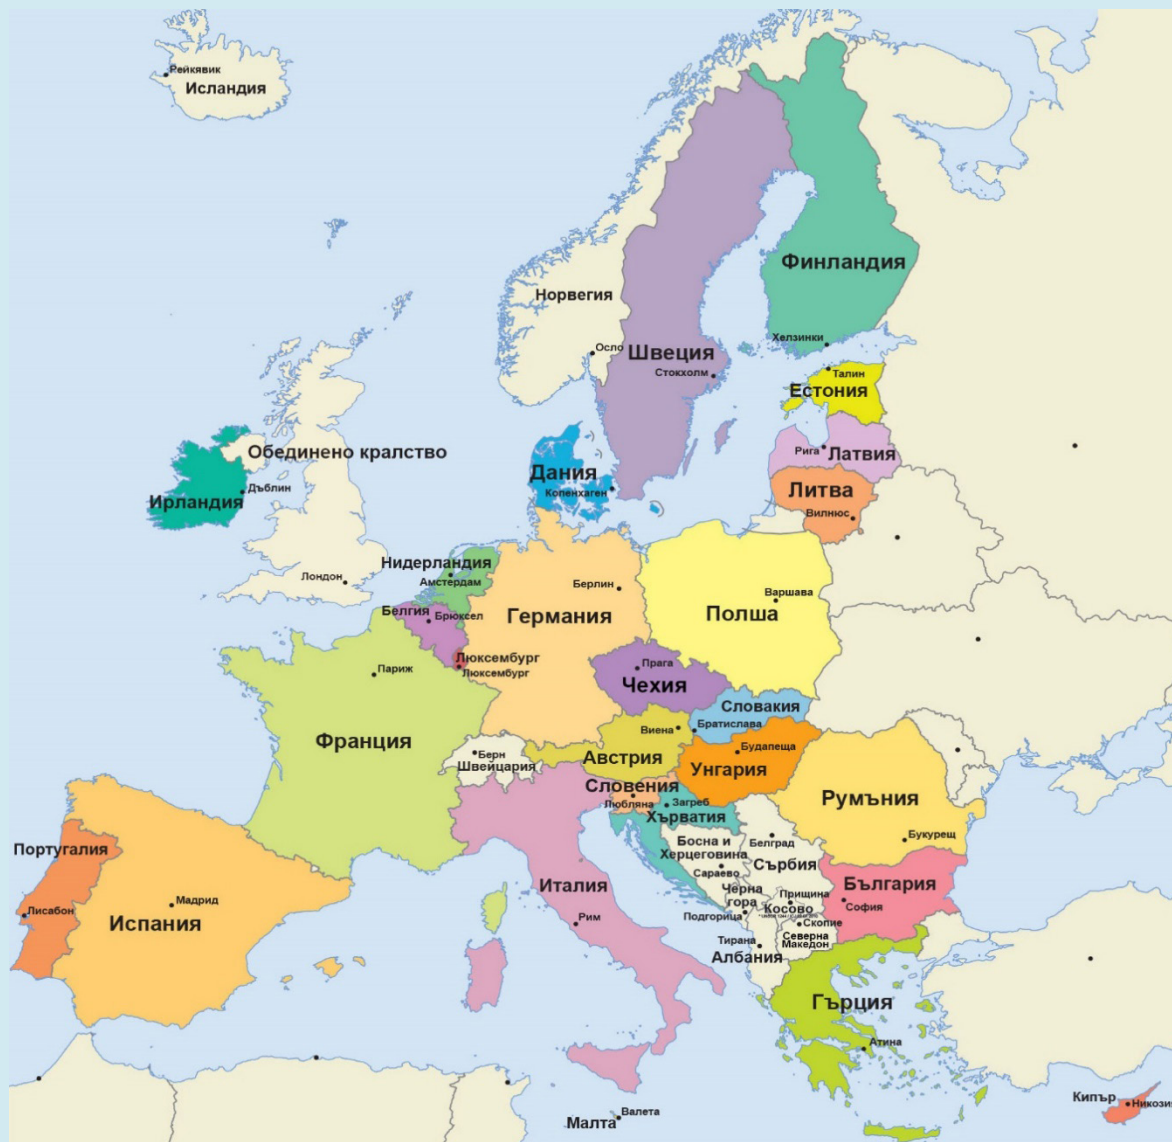 Рейкявик
Исландия
Финландия
Норвегия
Хелзинки
Осло
Швеция
Стокхолм
Талин
Естония
Обединено кралство
Рига
Латвия
Дания
Копенхаген
Литва
Вилнюс
Дъблин
Ирландия
Нидерландия
Амстердам
Лондон
Берлин
Варшава
Белгия
Брюксел
Германия
Полша
Люксембург
Люксембург
Париж
Прага
Чехия
Словакия
Братислава
Виена
Франция
Берн
Швейцария
Австрия
Будапеща
Унгария
Словения
Любляна
Загреб
Хърватия
Румъния
Букурещ
Босна и
Херцеговина
Сараево
Белград
Сърбия
Португалия
Лисабон
Мадрид
Испания
Италия
Рим
Черна
гора
Подгорица
Прищина
Косово
България
София
Скопие
Северна
Македон
Тирана
Албания
Гърция
Атина
Кипър
Никозия
Валета
Малта